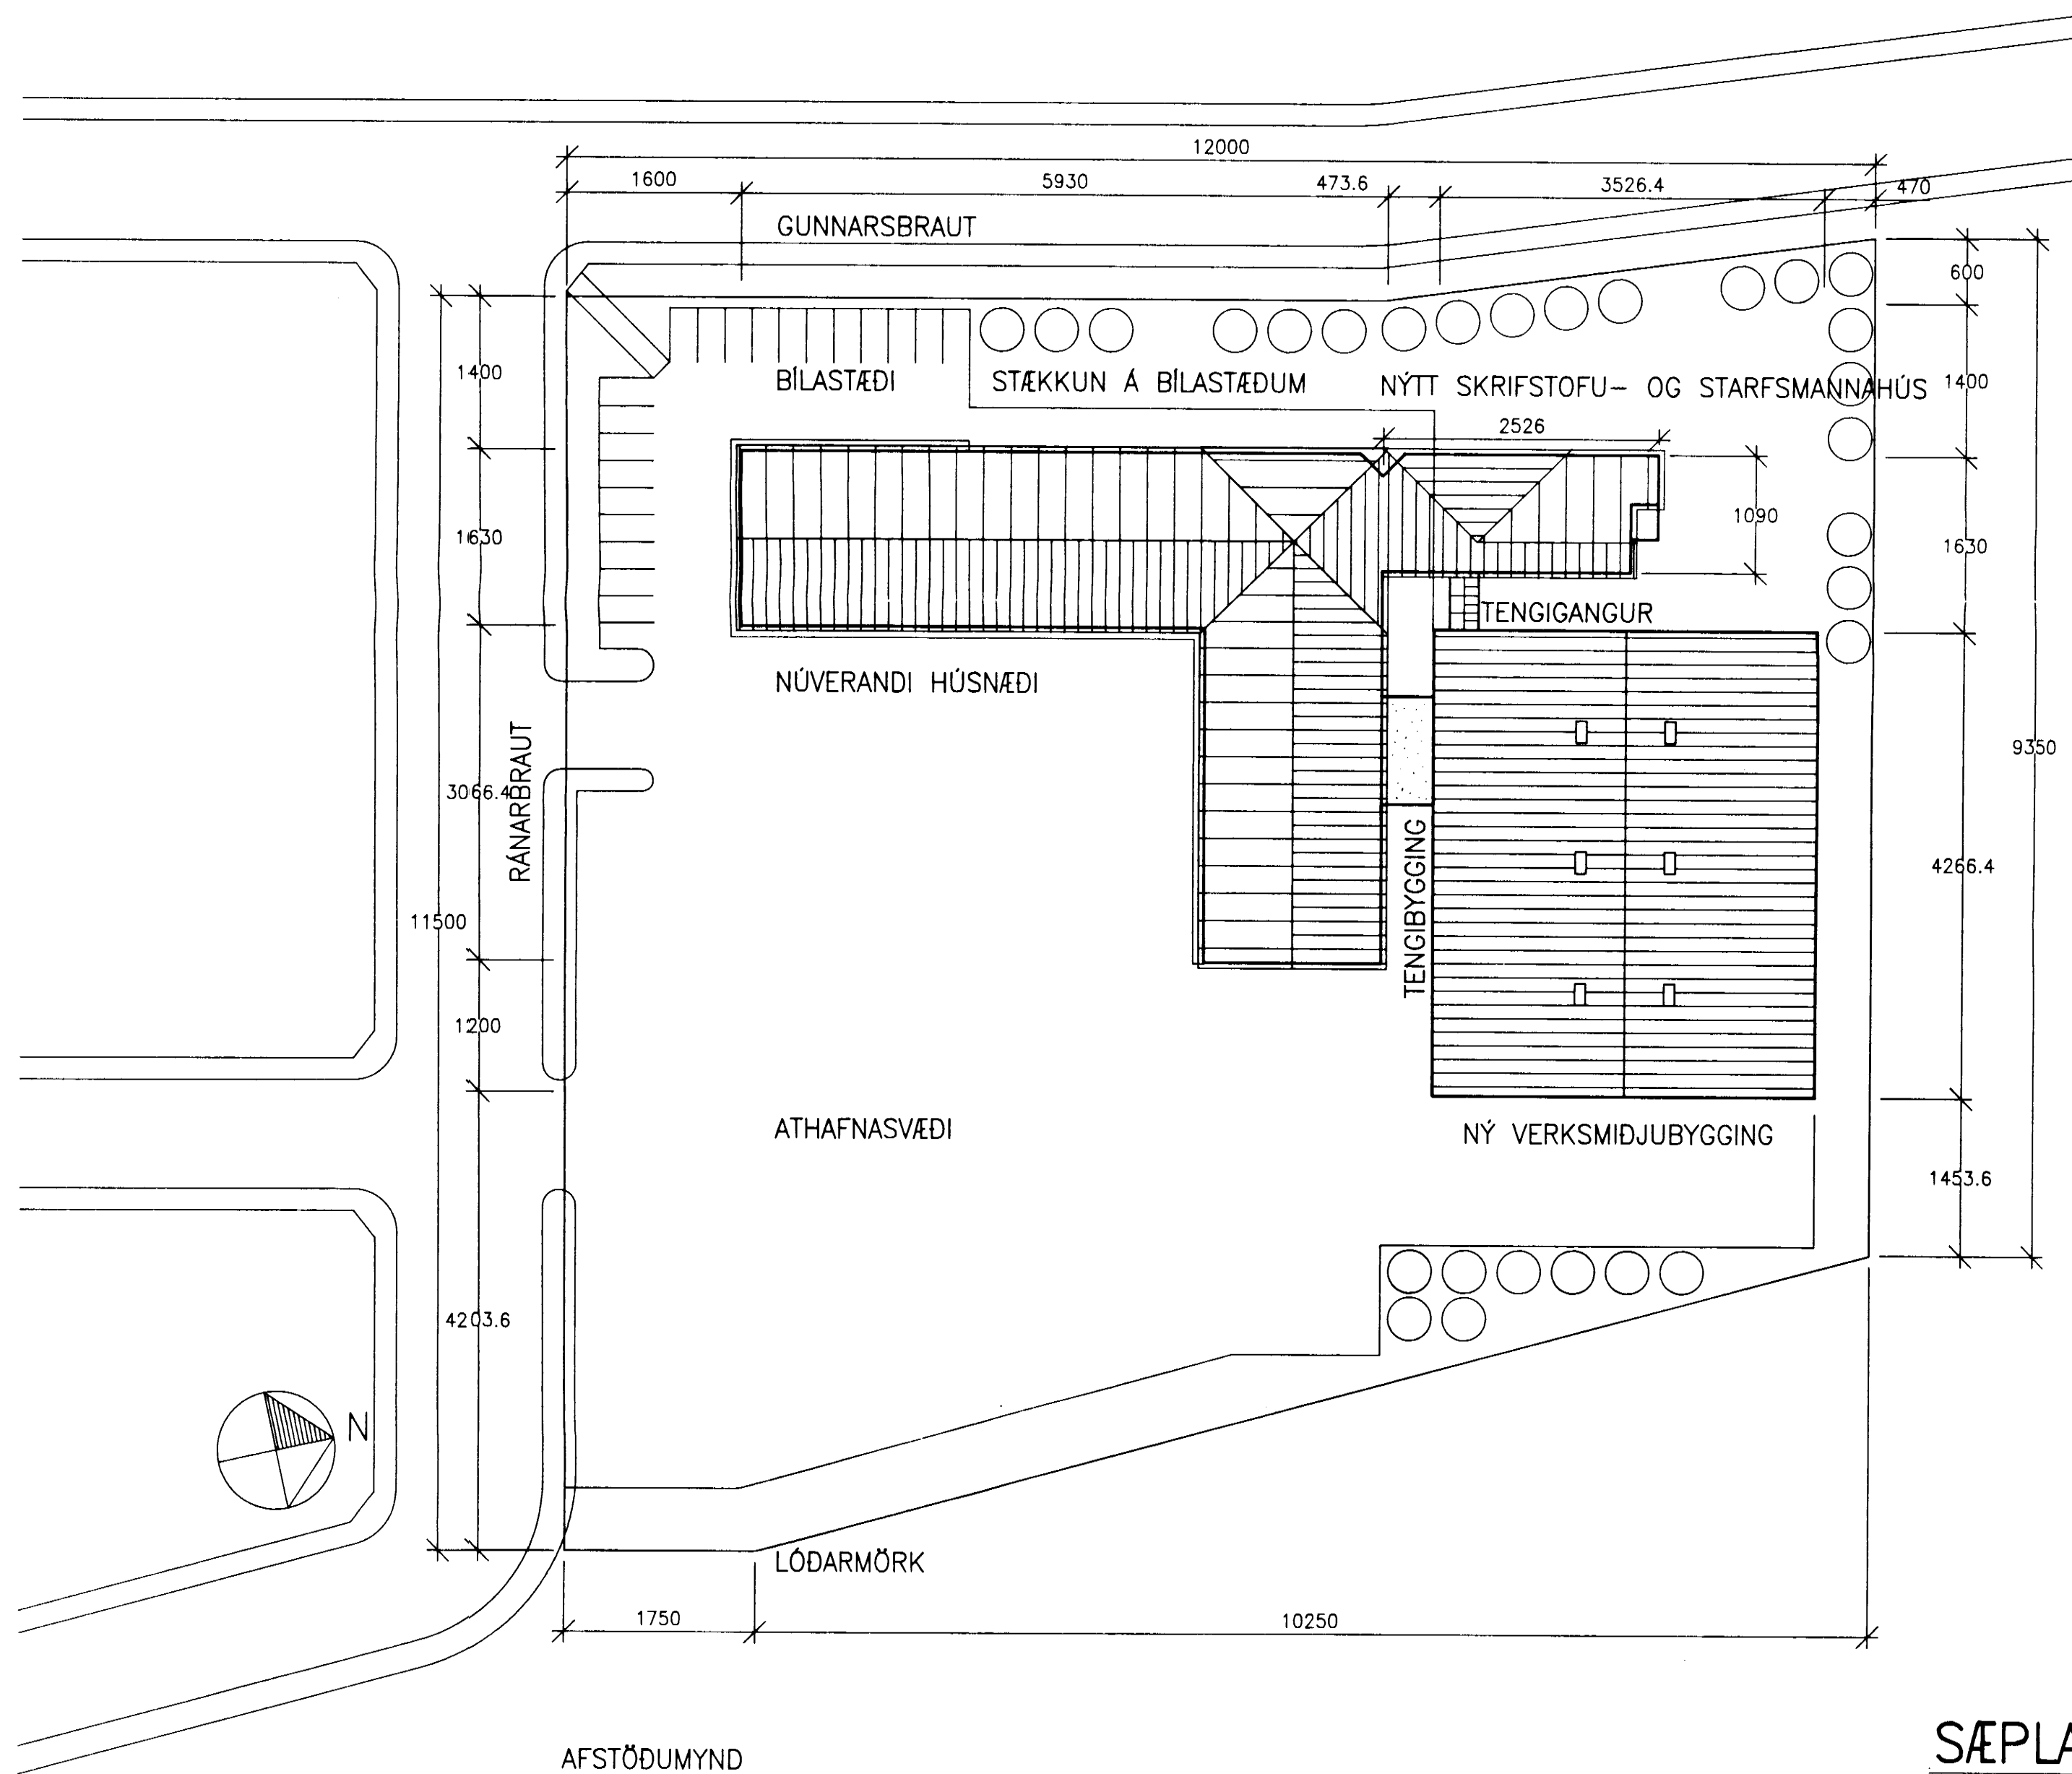 12000
1600
5930
473.6
3526.4
470
GUNNARSBRAUT
600
1400
BÍLASTÆÐI
STÆKKUN Á BÍLASTÆÐUM
NÝTT SKRIFSTOFU- OG STARFSMANNAHÚS
1400
2526
1090
1630
1630
TENGIGANGUR
NÚVERANDI HÚSNÆÐI
RÁNARBRAUT
9350
3066.4
4266.4
TENGIBYGGING
11500
1200
ATHAFNASVÆÐI
NÝ VERKSMIÐJUBYGGING
1453.6
4203.6
N
LÓÐARMÖRK
1750
10250
AFSTÖÐUMYND
SÆPLA